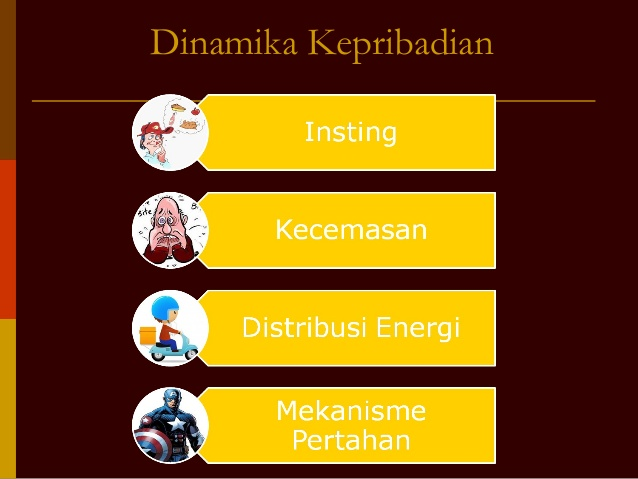 Dinamika Kepribadian
Insting
Kecemasan
Distribusi Energi
Mekanisme
Pertahan